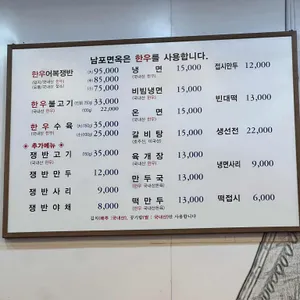 남포면옥은 한우를 사용합니다.
한우어복쟁반 95,000
85,000
75,000
한우불고기 33,000
22,000
한우수육 35,000
25,000
추가메뉴
쟁반고기 35,000
쟁반만두 12,000
쟁반사리 9,000
쟁반야채 8,000
냉면 15,000
비빔냉면 15,000
온면 15,000
갈비탕 15,000
육개장 13,000
만두국 13,000
떡만두 13,000
접시만두 12,000
빈대떡 13,000
생선전 22,000
냉면사리 9,000
떡접시 6,000